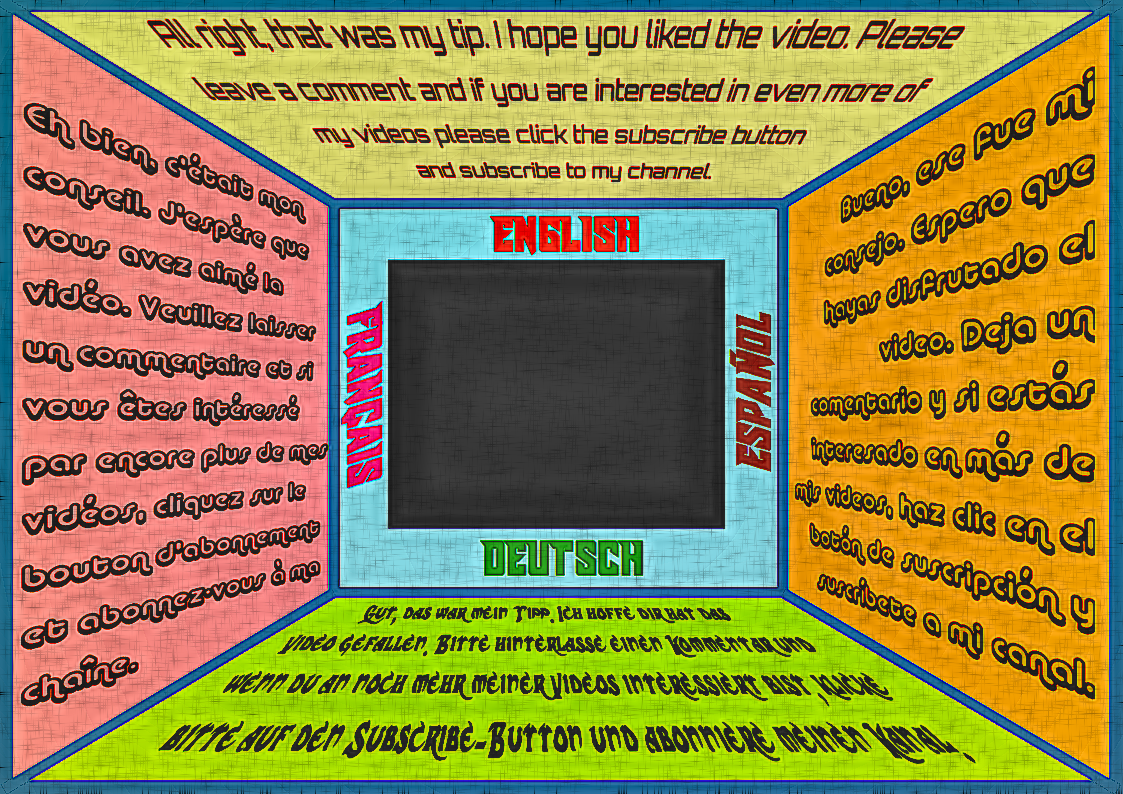 All right, that was my tip. I hope you liked the video. Please
leave a comment and if you are interested in even more of
my videos please click the subscribe button
and subscribe to my channel.
Eh bien, c'était mon
conseil. J'espère que
vous avez aimé la
vidéo. Veuillez laisser
un commentaire et si
vous êtes intéressé
par encore plus de mes
vidéos, cliquez sur le
bouton d'abonnement
et abonnez-vous à ma
chaîne.
ENGLISH
FRANÇAIS
ESPAÑOL
DEUTSCH
Bueno, ese fue mi
consejo. Espero que
hayas disfrutado el
video. Deja un
comentario y si estás
interesado en más de
mis videos, haz clic en el
botón de suscripción y
suscríbete a mi canal.
Gut, das war mein Tipp. Ich hoffe dir hat das
Video gefallen. Bitte hinterlasse einen Kommentar und
wenn du an noch mehr meiner Videos interessiert bist , klicke
bitte auf den Subscribe-Button und abonniere meinen Kanal.